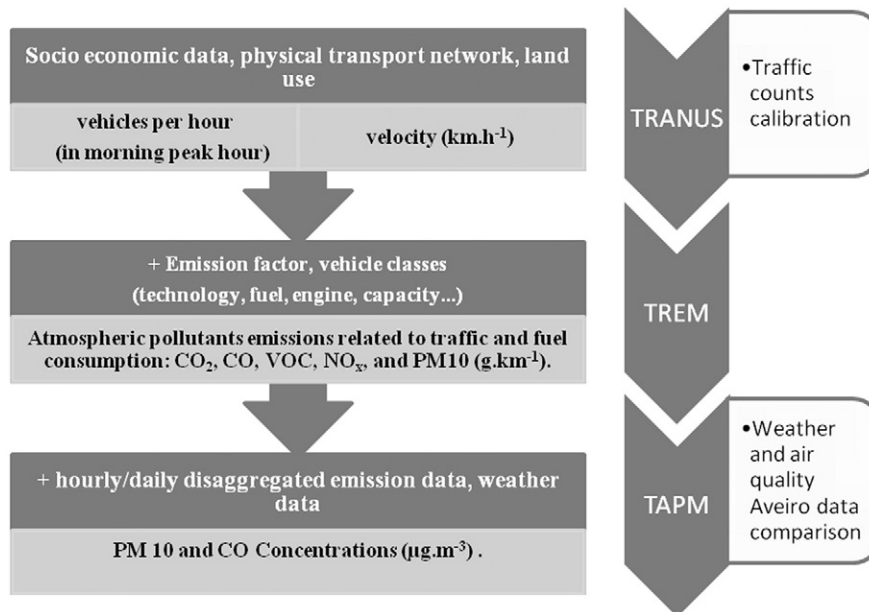 Socio economic data, physical transport network, land
use
vehicles per hour
(in morning peak hour)
velocity (km.h⁻¹)
+ Emission factor, vehicle classes
(technology, fuel, engine, capacity...)
Atmospheric pollutants emissions related to traffic and fuel
consumption: CO₂, CO, VOC, NOₓ, and PM10 (g.km⁻¹).
+ hourly/daily disaggregated emission data, weather
data
PM 10 and CO Concentrations (µg.m⁻³) .
TRANUS
•Traffic
counts
calibration
TREM
TAPM
•Weather
and air
quality
Aveiro data
comparison